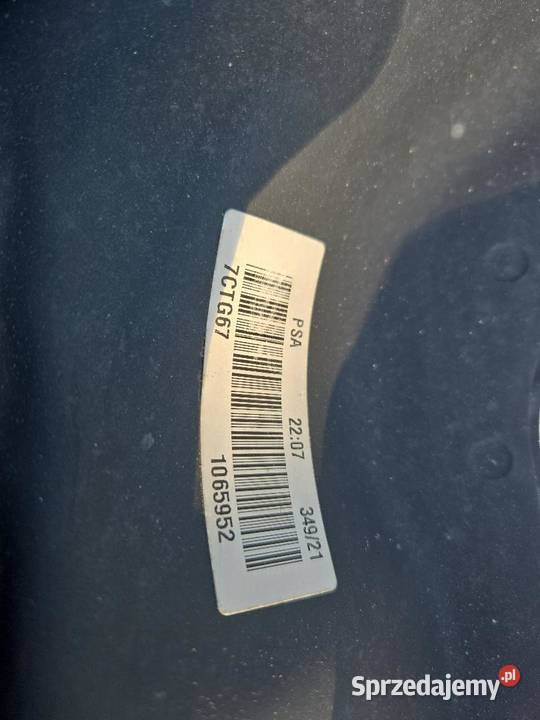 PSA 22:07 349/21
7CTG67 1065952
Sprzedajemy.pl